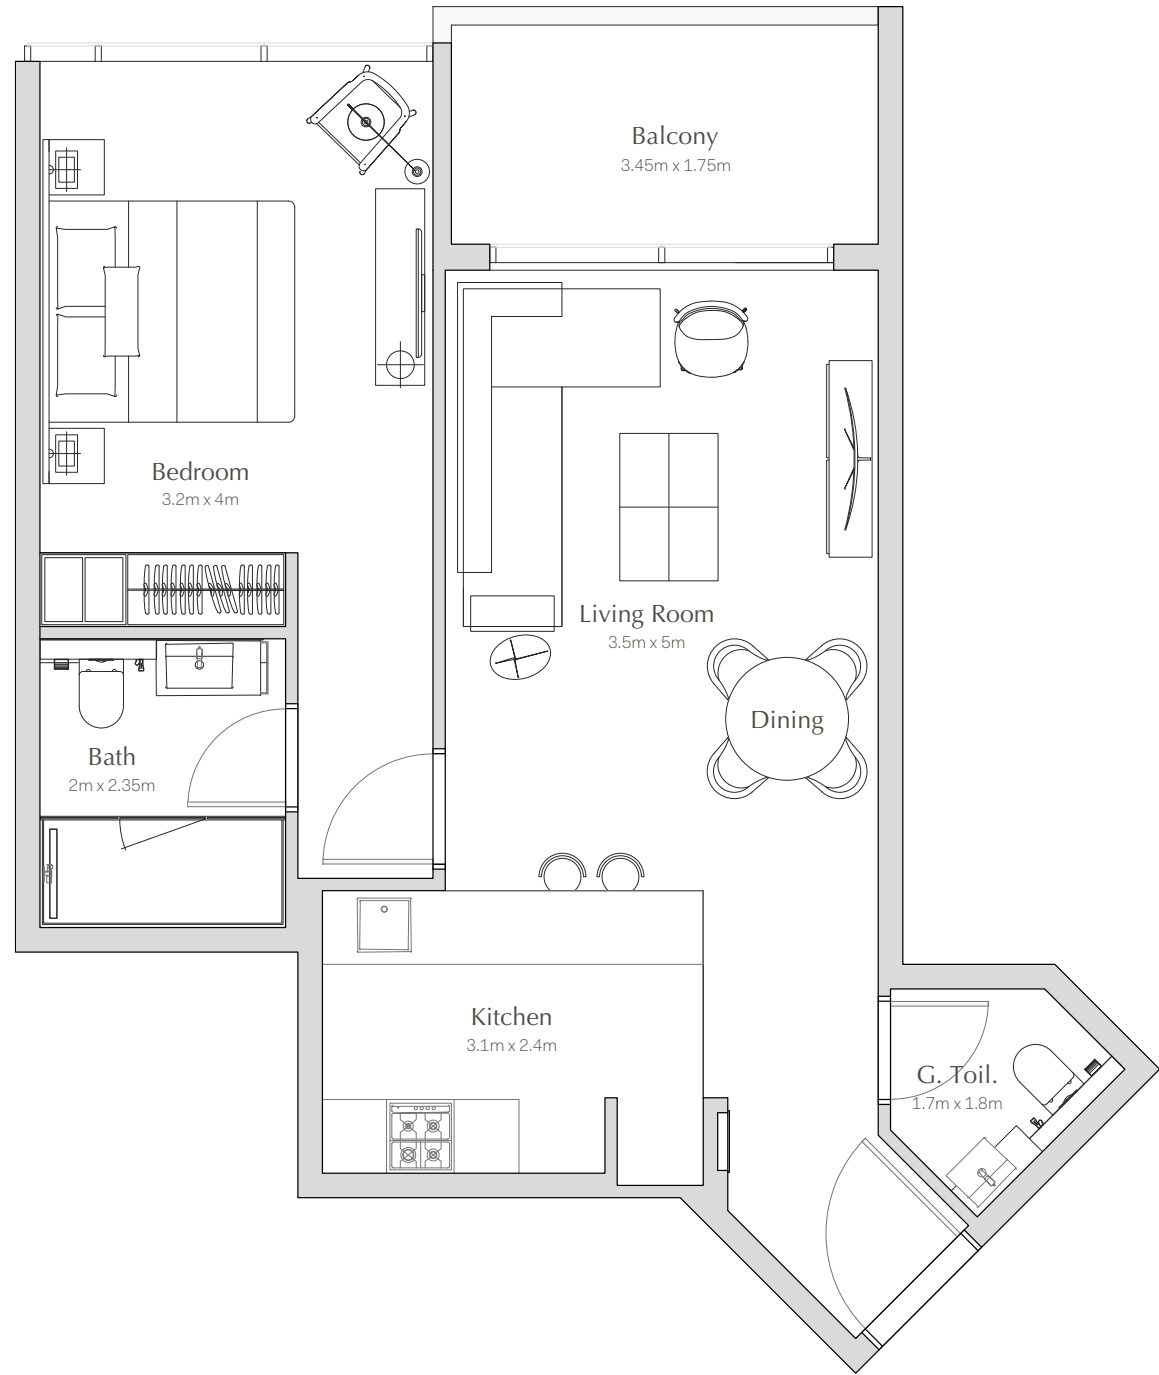 Balcony
3.45m x 1.75m
Bedroom
3.2m x 4m
Living Room
3.5m x 5m
Dining
Bath
2m x 2.35m
Kitchen
3.1m x 2.4m
G. Toil.
1.7m x 1.8m